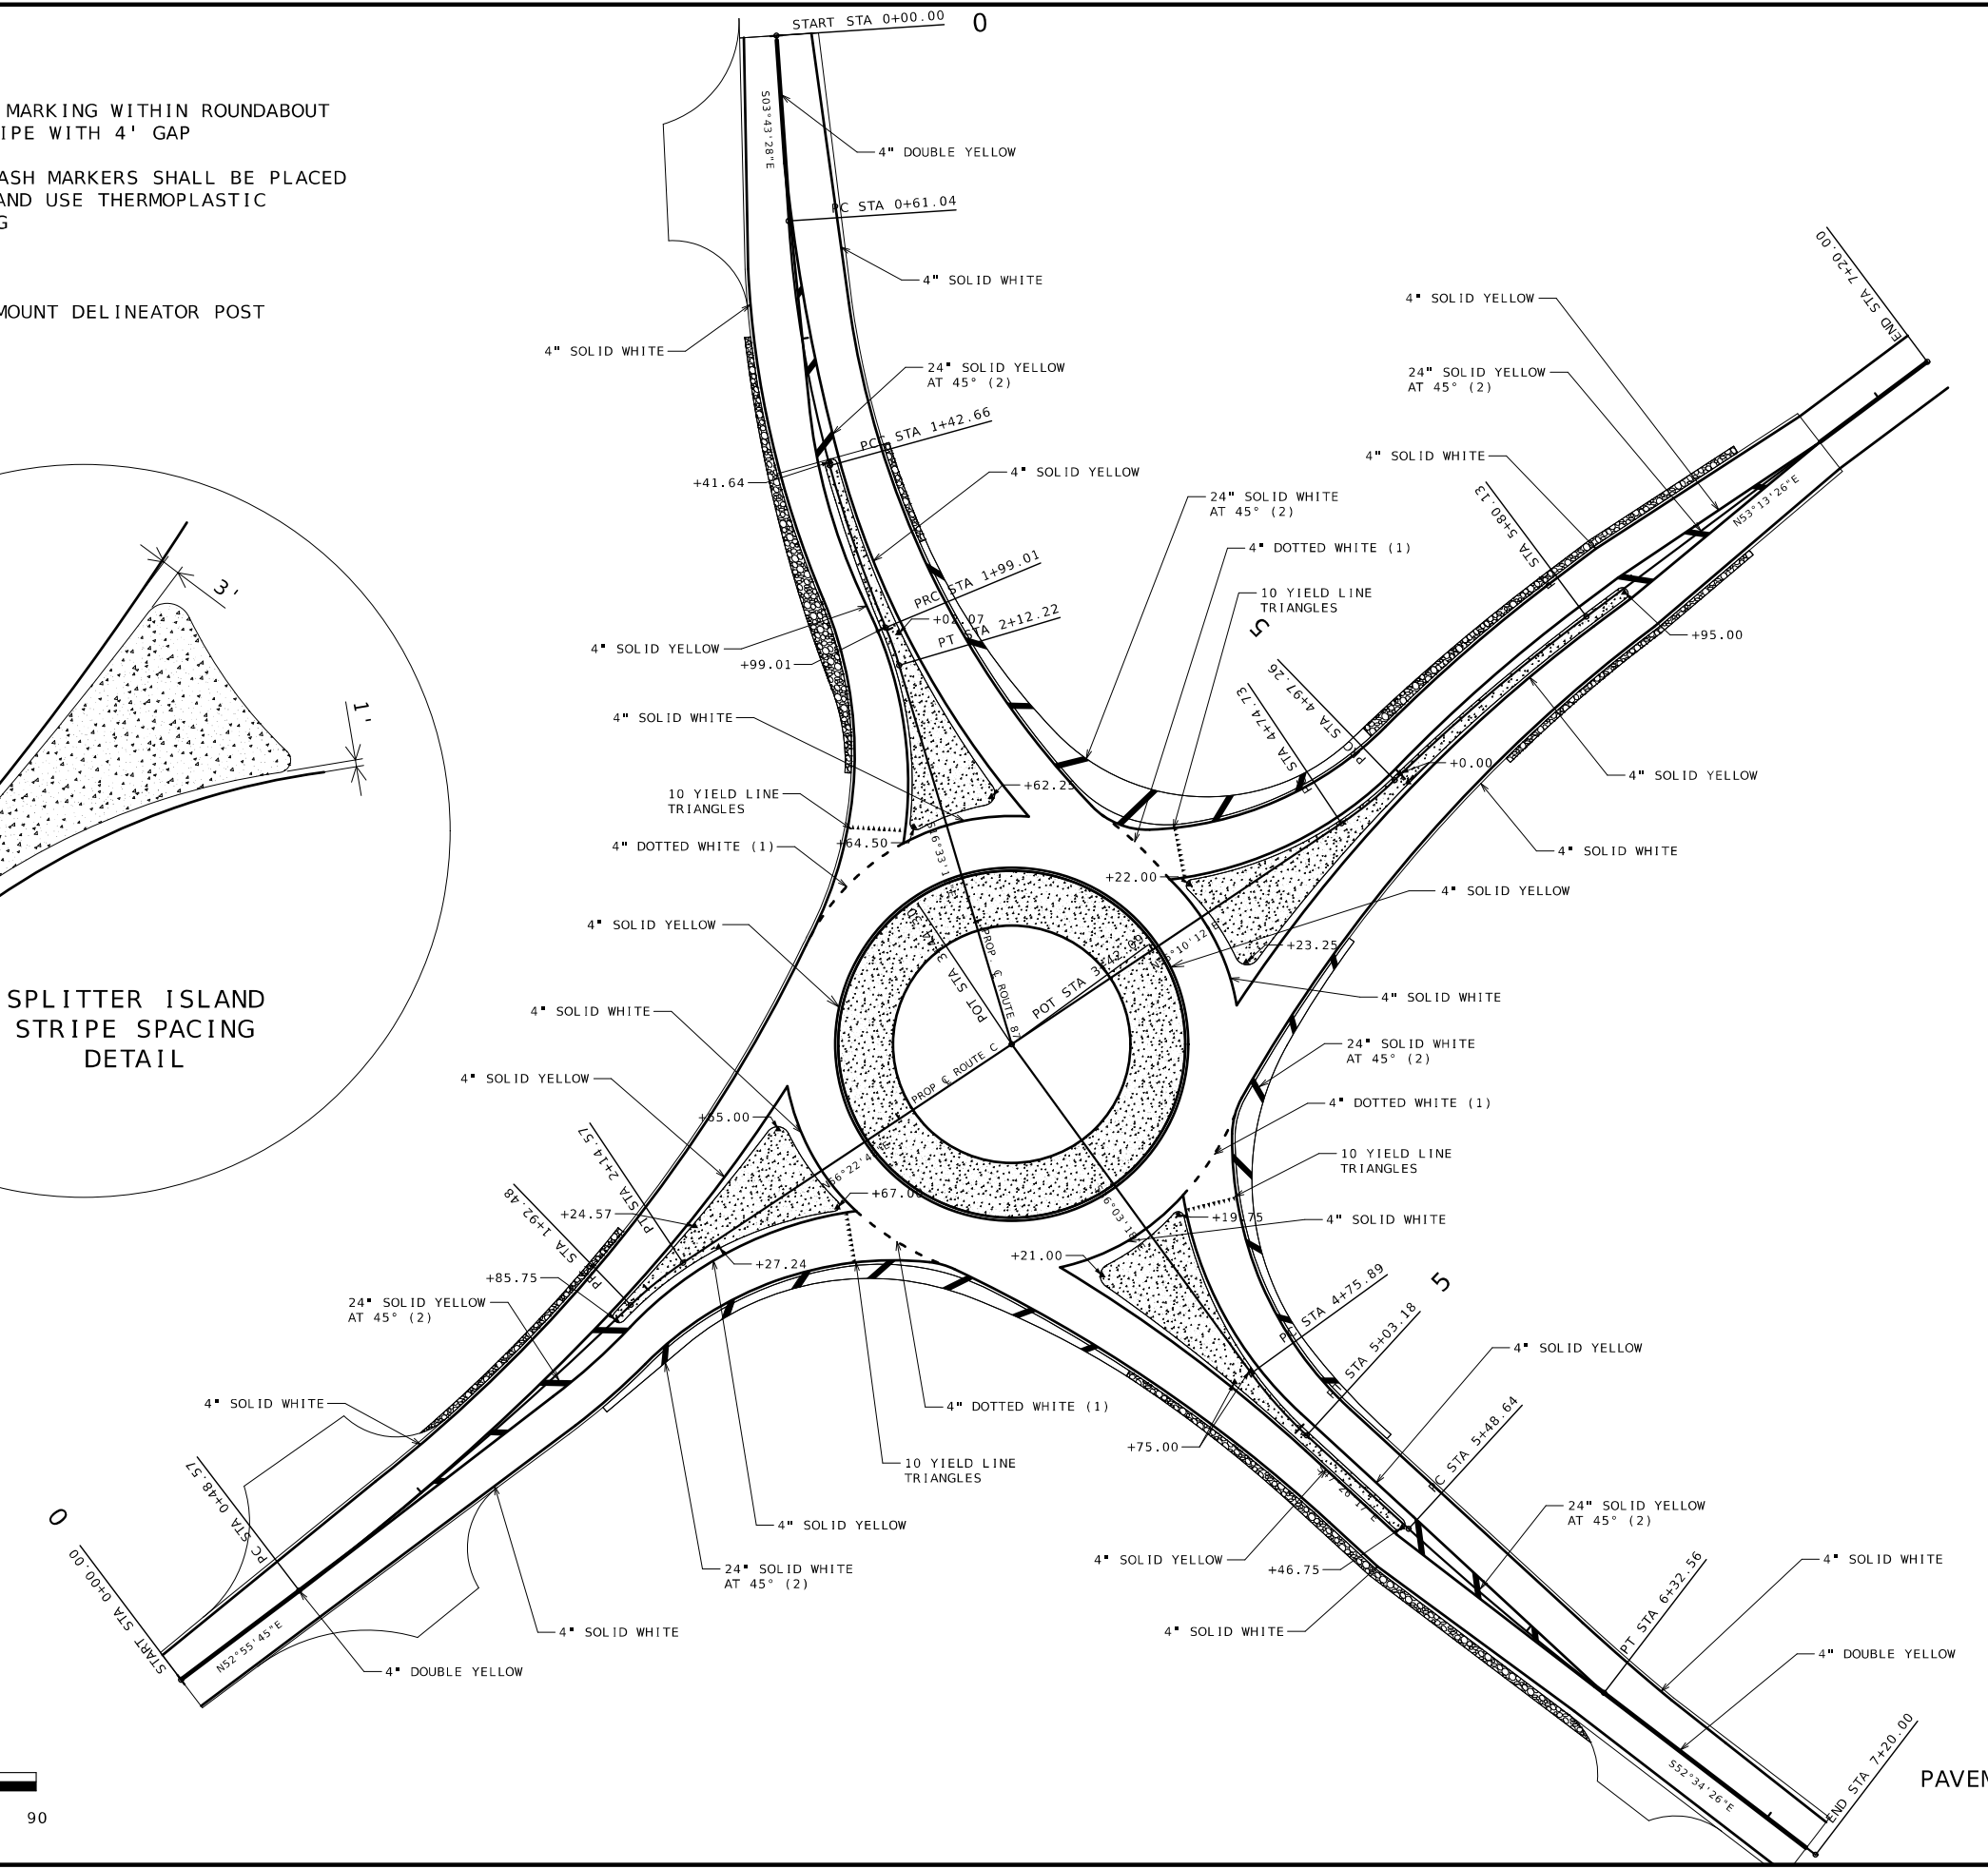 MARKING WITHIN ROUNDABOUT
IPE WITH 4' GAP
ASH MARKERS SHALL BE PLACED
AND USE THERMOPLASTIC
G
MOUNT DELINEATOR POST
3'
1'
SPLITTER ISLAND
STRIPE SPACING
DETAIL
90
START STA 0+00.00
0
S03°43'28"E
4" DOUBLE YELLOW
PC STA 0+61.04
4" SOLID WHITE
4" SOLID WHITE
24" SOLID YELLOW
AT 45° (2)
PCC STA 1+42.66
+41.64
4" SOLID YELLOW
PRC STA 1+99.01
PT STA 2+12.22
4" SOLID YELLOW
+99.01
4" SOLID WHITE
+62.25
10 YIELD LINE
TRIANGLES
4" DOTTED WHITE (1)
+64.50
4" SOLID YELLOW
24" SOLID WHITE
AT 45° (2)
4" DOTTED WHITE (1)
10 YIELD LINE
TRIANGLES
5
END STA 7+20.00
4" SOLID YELLOW
24" SOLID YELLOW
AT 45° (2)
4" SOLID WHITE
N53°13'26"E
STA 5+80.13
+95.00
PC STA 4+97.26
STA 4+74.73
+0.00
4" SOLID YELLOW
4" SOLID WHITE
+22.00
4" SOLID YELLOW
+23.25
4" SOLID WHITE
PROP. ℄ ROUTE 87
POT STA
POT STA
PROP ℄ ROUTE C
4" SOLID WHITE
4" SOLID YELLOW
PT STA 2+14.57
STA 1+92.48
+24.57
+67.00
+27.24
+85.75
24" SOLID YELLOW
AT 45° (2)
4" SOLID WHITE
PC STA 0+48.57
0
START STA 0+00.00
N52°55'45"E
4" DOUBLE YELLOW
4" SOLID WHITE
24" SOLID WHITE
AT 45° (2)
4" SOLID YELLOW
10 YIELD LINE
TRIANGLES
4" DOTTED WHITE (1)
24" SOLID WHITE
AT 45° (2)
4" DOTTED WHITE (1)
10 YIELD LINE
TRIANGLES
+19.75
4" SOLID WHITE
+21.00
STA 4+75.89
5
STA 5+03.18
+75.00
4" SOLID YELLOW
STA 5+48.64
24" SOLID YELLOW
AT 45° (2)
4" SOLID YELLOW
+46.75
4" SOLID WHITE
PT STA 6+32.56
4" SOLID WHITE
4" DOUBLE YELLOW
S52°34'26"E
END STA 7+20.00
PAVEM